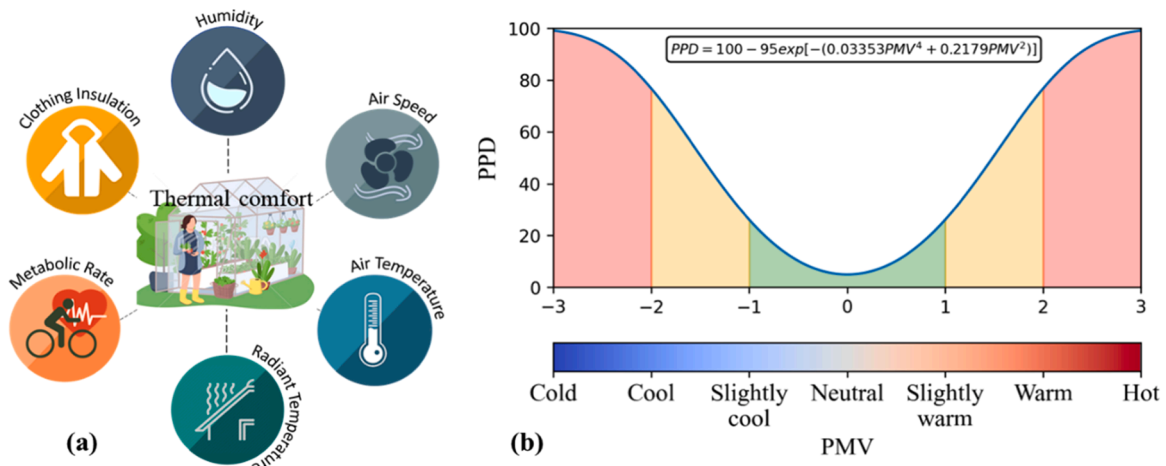 Humidity
Clothing Insulation
Air Speed
Thermal comfort
Metabolic Rate
Air Temperature
Radiant Temperature
(a)
PPD
100
80
60
40
20
0
PPD = 100 − 95exp[−(0.03353PMV⁴ + 0.2179PMV²)]
−3 −2 −1 0 1 2 3
Cold Cool Slightly cool Neutral Slightly warm Warm Hot
PMV
(b)